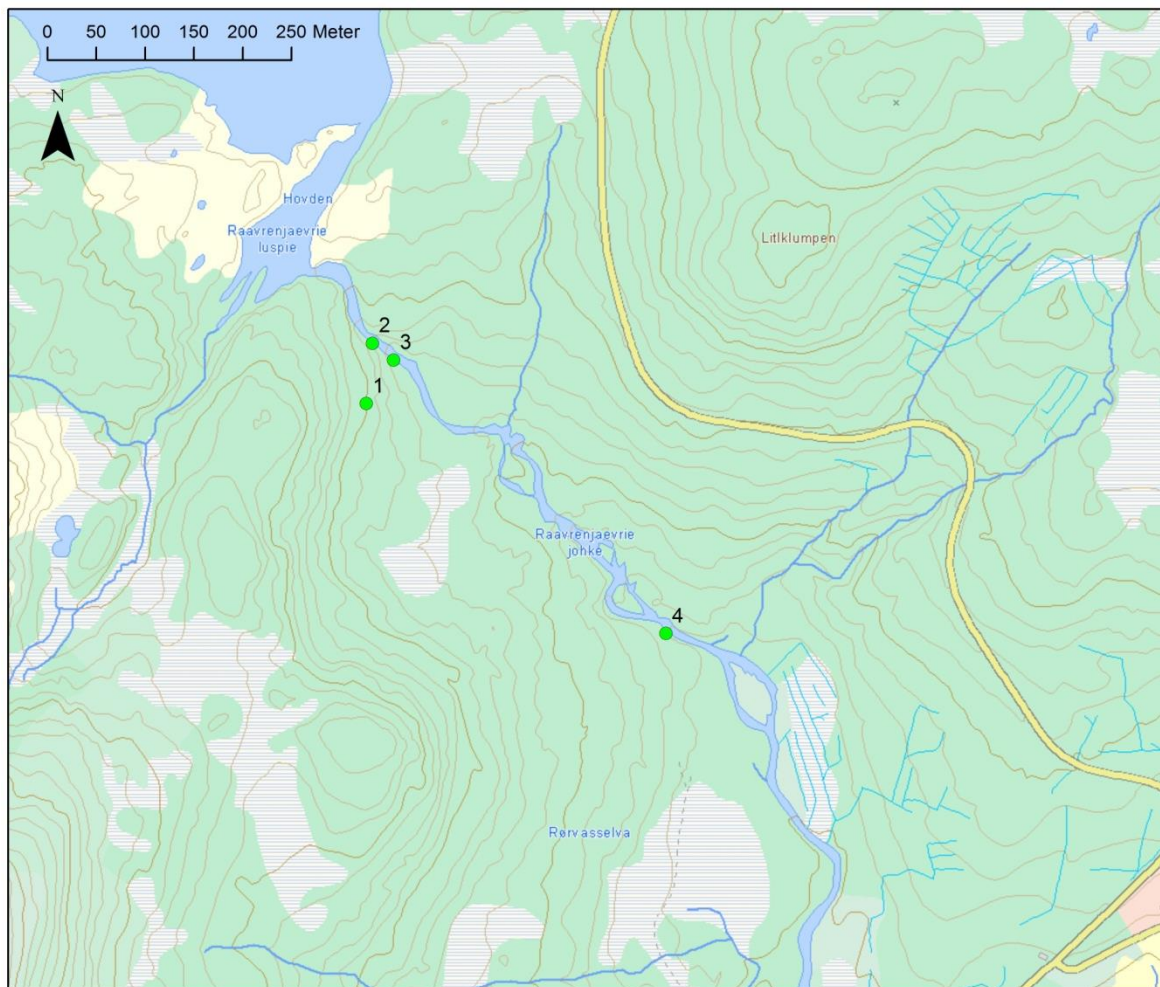 0 50 100 150 200 250 Meter
N
Hovden
Raavrenjaevrie
luspie
Litlklumpen
2
3
1
Raavrenjaevrie
johke
4
Rørvasselva